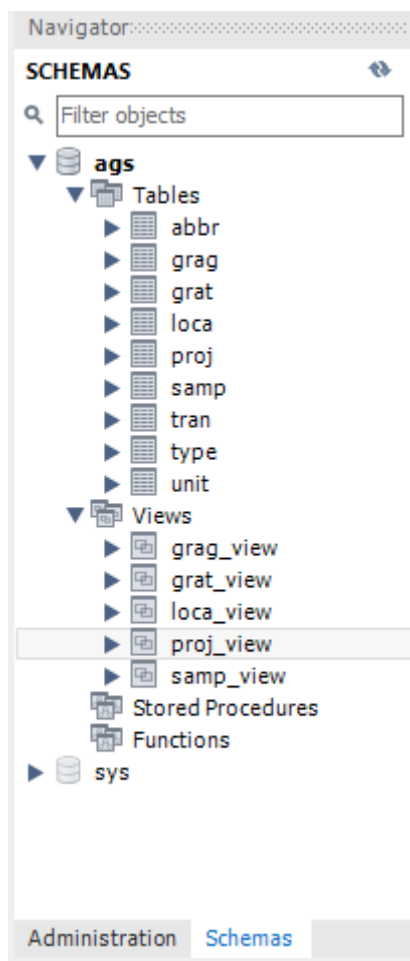 Navigator
SCHEMAS
Filter objects
ags
Tables
abbr
grag
grat
loca
proj
samp
tran
type
unit
Views
grag_view
grat_view
loca_view
proj_view
samp_view
Stored Procedures
Functions
sys
Administration Schemas